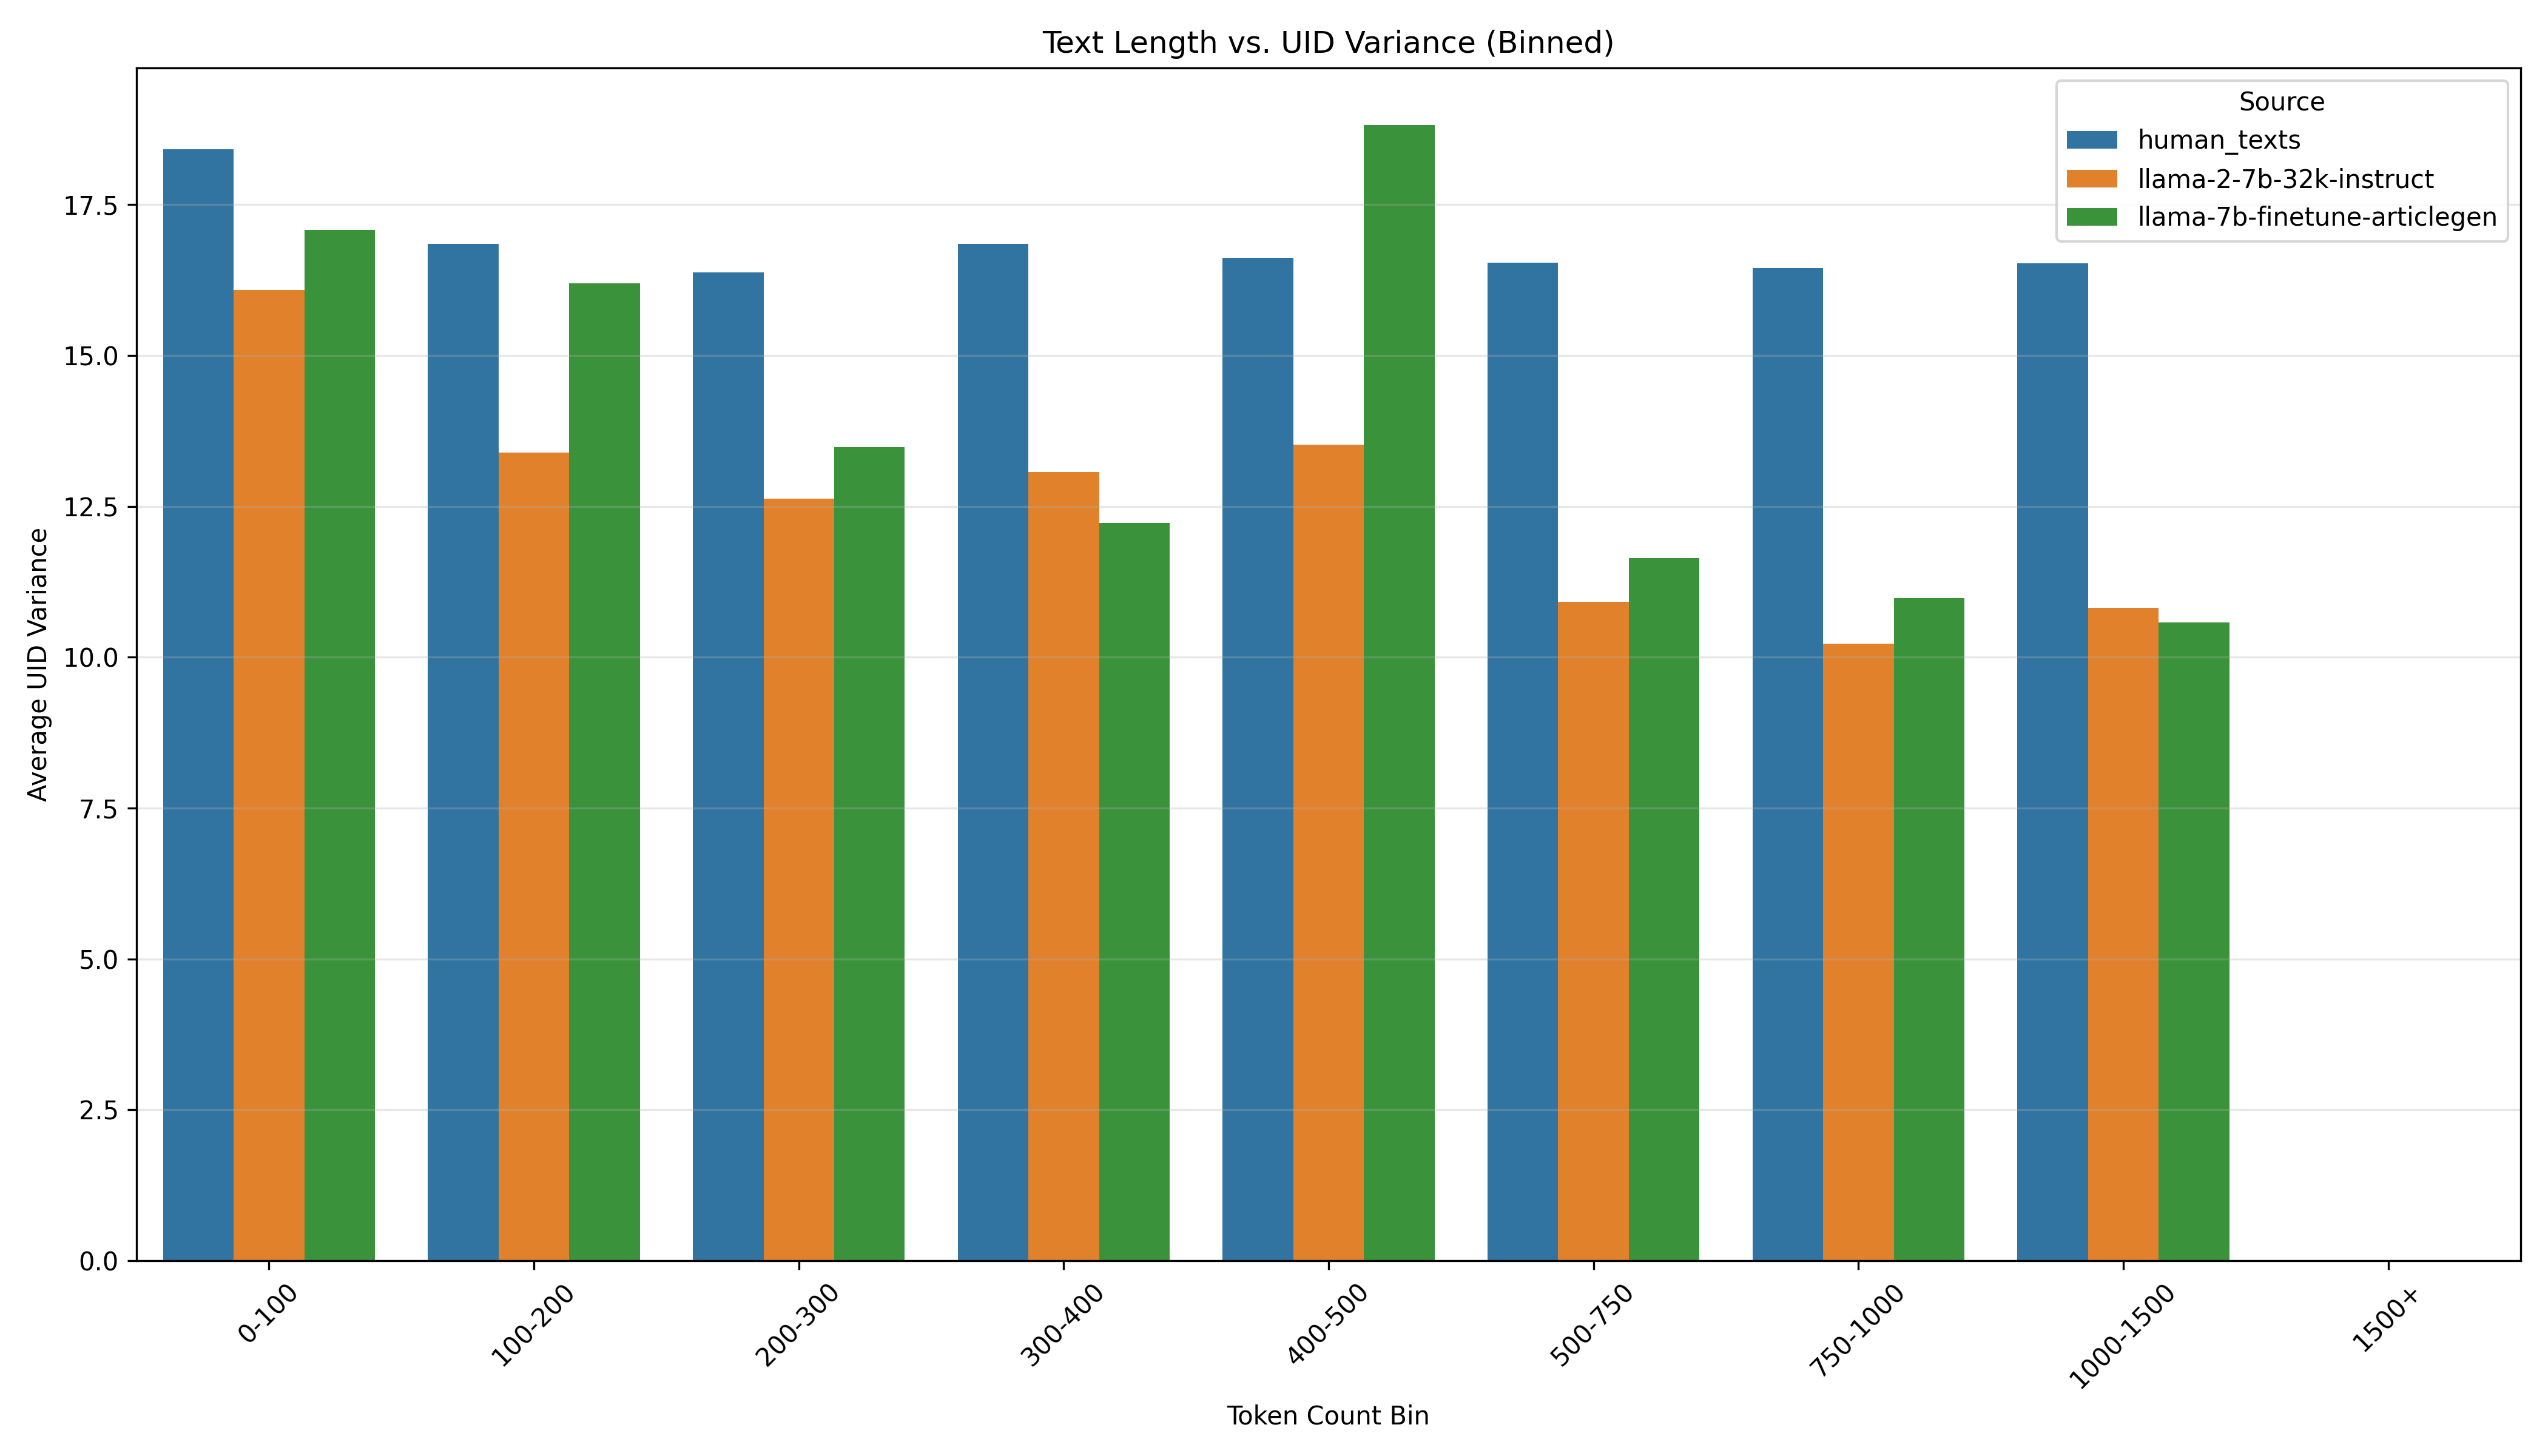 Text Length vs. UID Variance (Binned)
Source
human_texts
llama-2-7b-32k-instruct
llama-7b-finetune-articlegen
Average UID Variance
17.5
15.0
12.5
10.0
7.5
5.0
2.5
0.0
0-100
100-200
200-300
300-400
400-500
500-750
750-1000
1000-1500
1500+
Token Count Bin